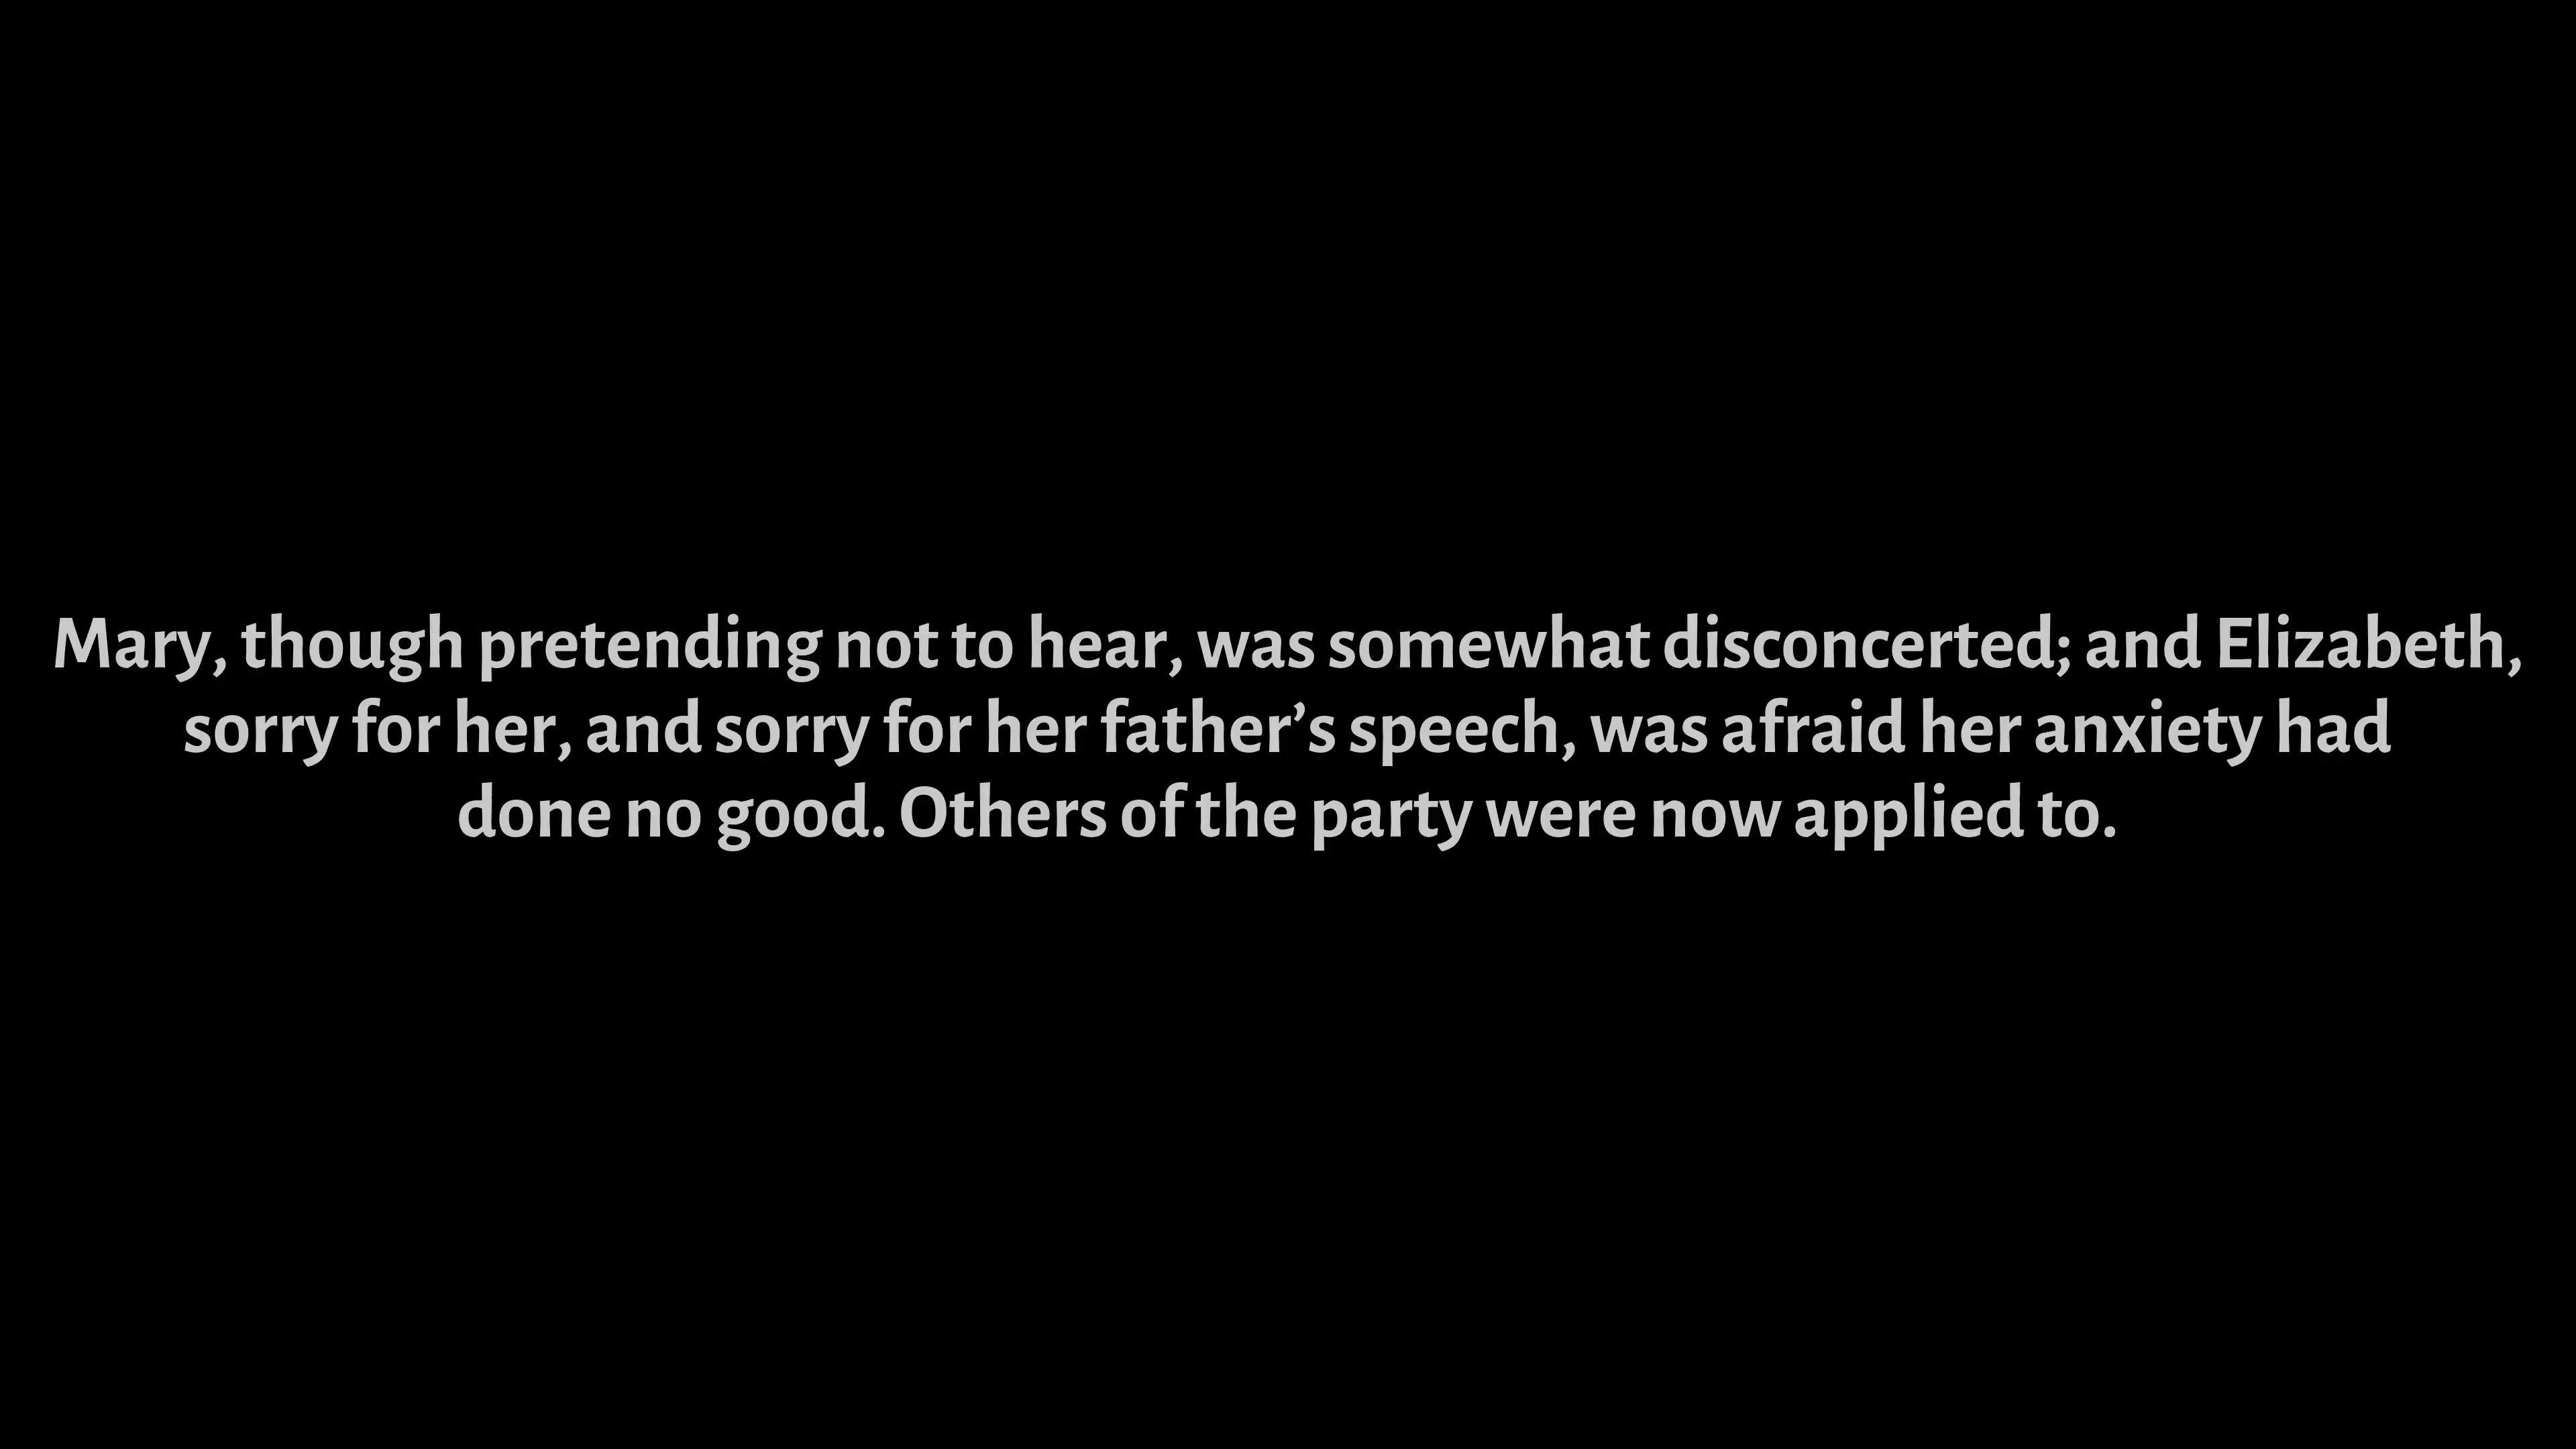 Mary, though pretending not to hear, was somewhat disconcerted; and Elizabeth,
sorry for her, and sorry for her father’s speech, was afraid her anxiety had
done no good. Others of the party were now applied to.